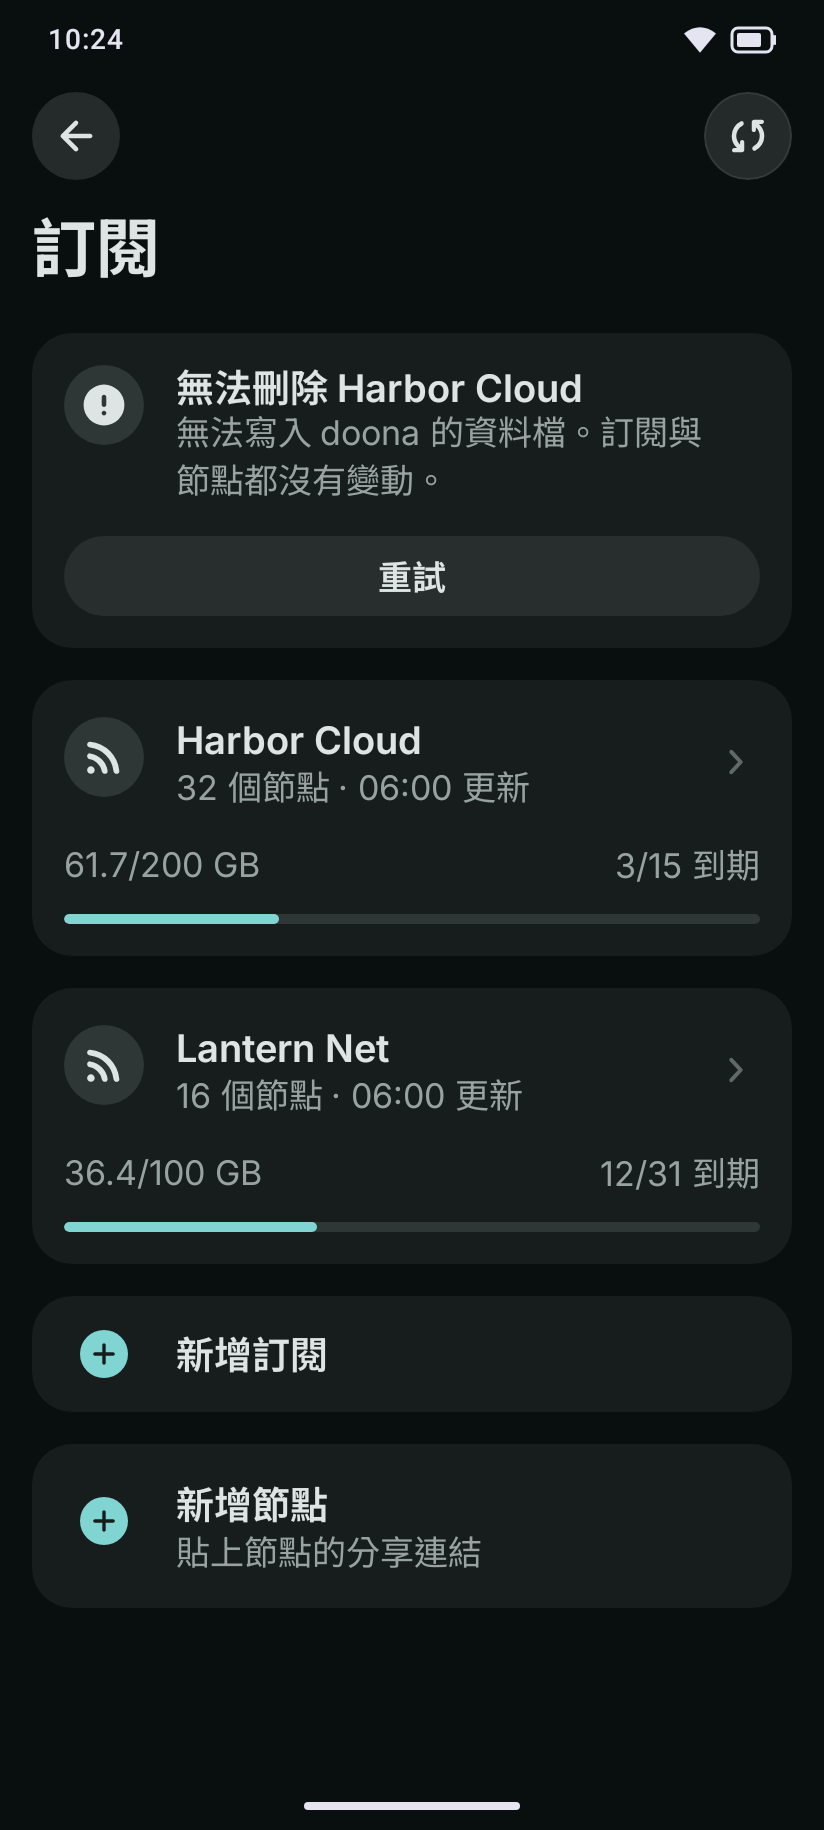 10:24
訂閱
無法刪除 Harbor Cloud
無法寫入 doona 的資料檔。訂閱與
節點都沒有變動。
重試
Harbor Cloud
32 個節點 · 06:00 更新
61.7/200 GB
3/15 到期
Lantern Net
16 個節點 · 06:00 更新
36.4/100 GB
12/31 到期
新增訂閱
新增節點
貼上節點的分享連結